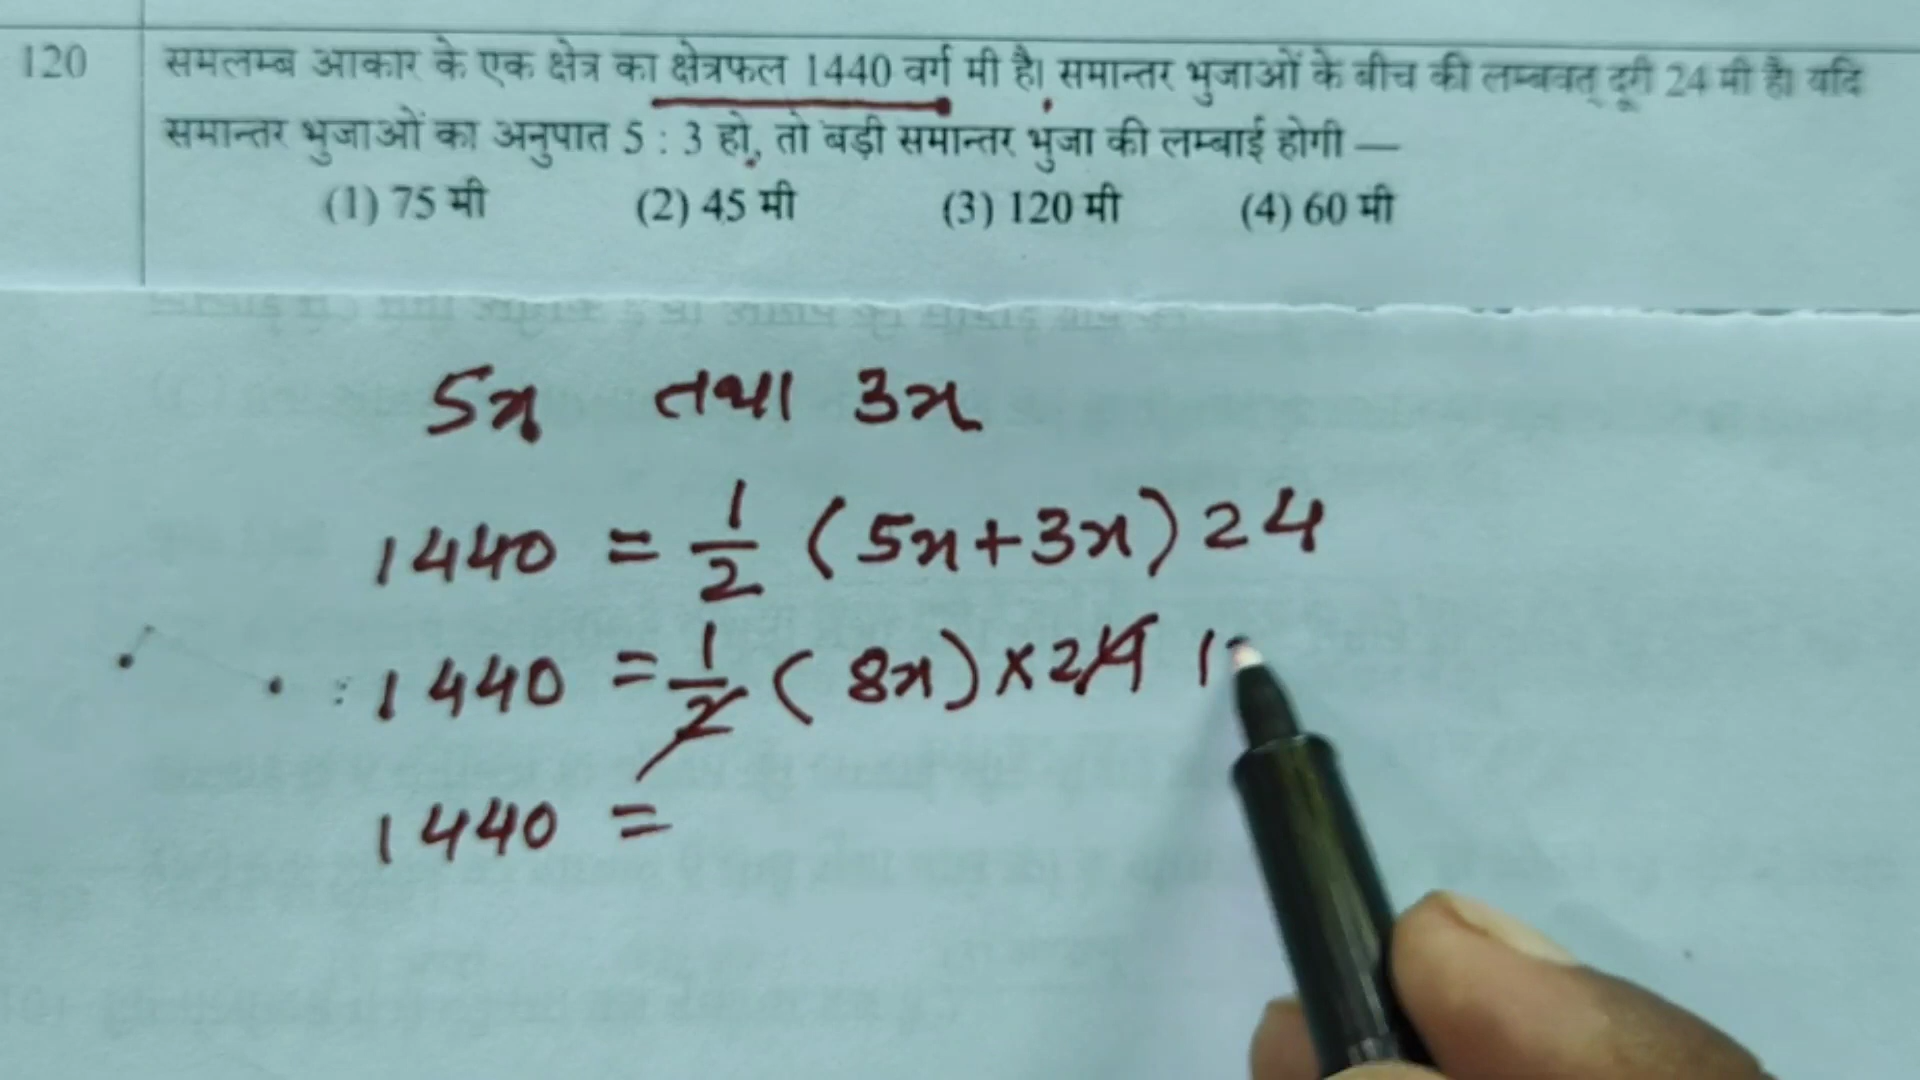 120 समलम्ब आकार के एक क्षेत्र का क्षेत्रफल 1440 वर्ग मी है। समान्तर भुजाओं के बीच की लम्बवत् दूरी 24 मी है। यदि
समान्तर भुजाओं का अनुपात 5 : 3 हो, तो बड़ी समान्तर भुजा की लम्बाई होगी —
(1) 75 मी (2) 45 मी (3) 120 मी (4) 60 मी
5x तथा 3x
1440 = 1/2 (5x+3x) 24
1440 = 1/2 (8x) × 24 12
1440 =